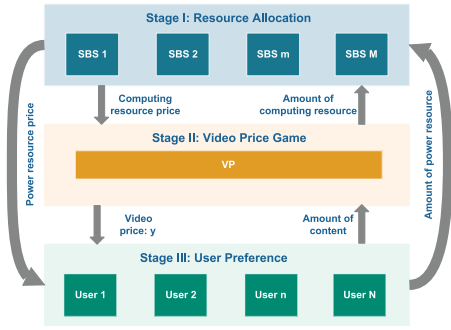 Stage I: Resource Allocation
SBS 1
SBS 2
SBS m
SBS M
Computing
resource price
Amount of
computing resource
Power resource price
Amount of power resource
Stage II: Video Price Game
VP
Video
price: y
Amount of
content
Stage III: User Preference
User 1
User 2
User n
User N